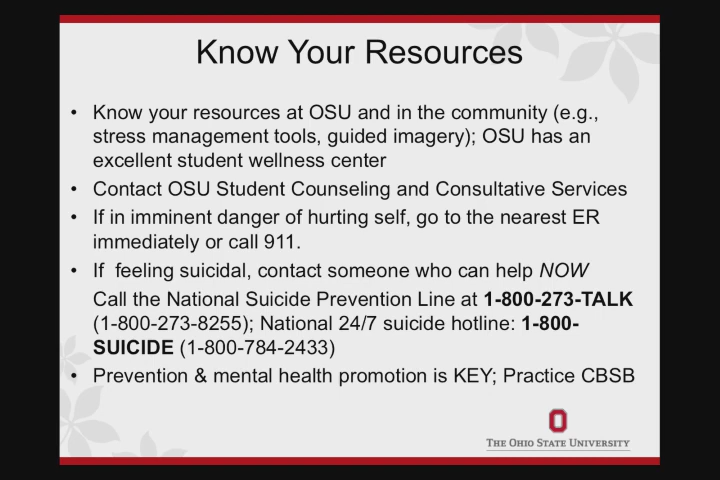 Know Your Resources
• Know your resources at OSU and in the community (e.g.,
stress management tools, guided imagery); OSU has an
excellent student wellness center
• Contact OSU Student Counseling and Consultative Services
• If in imminent danger of hurting self, go to the nearest ER
immediately or call 911.
• If  feeling suicidal, contact someone who can help NOW
Call the National Suicide Prevention Line at 1-800-273-TALK
(1-800-273-8255); National 24/7 suicide hotline: 1-800-
SUICIDE (1-800-784-2433)
• Prevention & mental health promotion is KEY; Practice CBSB
THE OHIO STATE UNIVERSITY